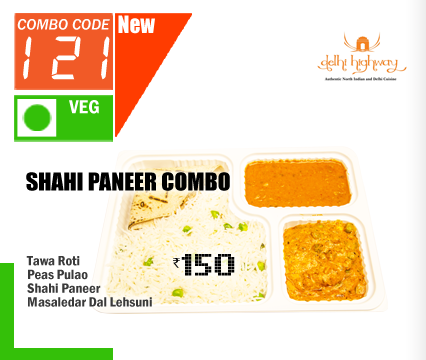 COMBO CODE
121
New
VEG
delhi highway
Authentic North Indian and Delhi Cuisine
SHAHI PANEER COMBO
₹150
Tawa Roti
Peas Pulao
Shahi Paneer
Masaledar Dal Lehsuni